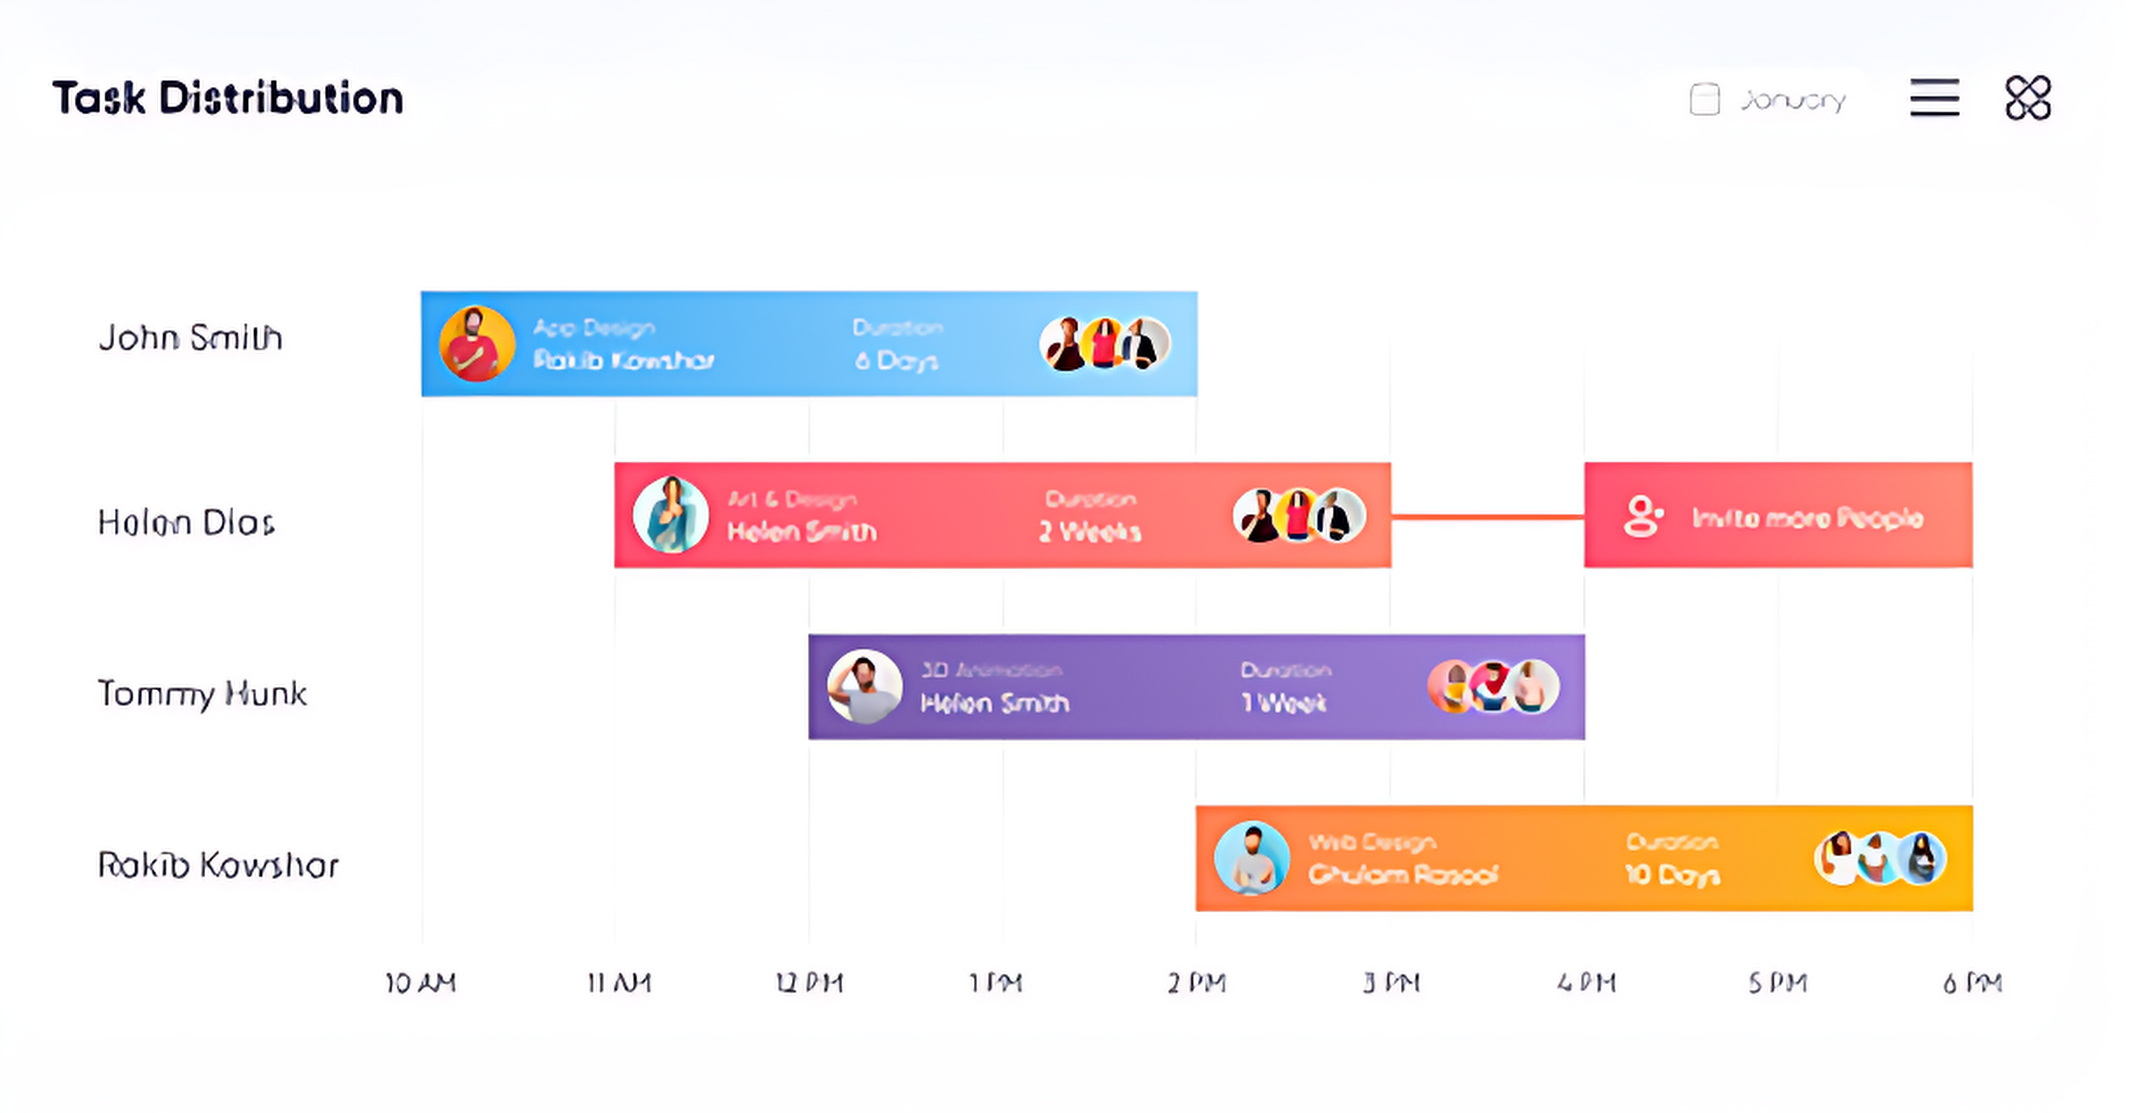 Task Distribution
January
John Smith
App Design
Duration
Rakib Kowshar
6 Days
Helen Dias
Art & Design
Duration
Helen Smith
2 Weeks
Invite more People
Tommy Hunk
3D Animation
Duration
Helen Smith
1 Week
Rakib Kowshar
Web Design
Duration
Ghulam Rasool
10 Days
10 AM
11 AM
12 PM
1 PM
2 PM
3 PM
4 PM
5 PM
6 PM